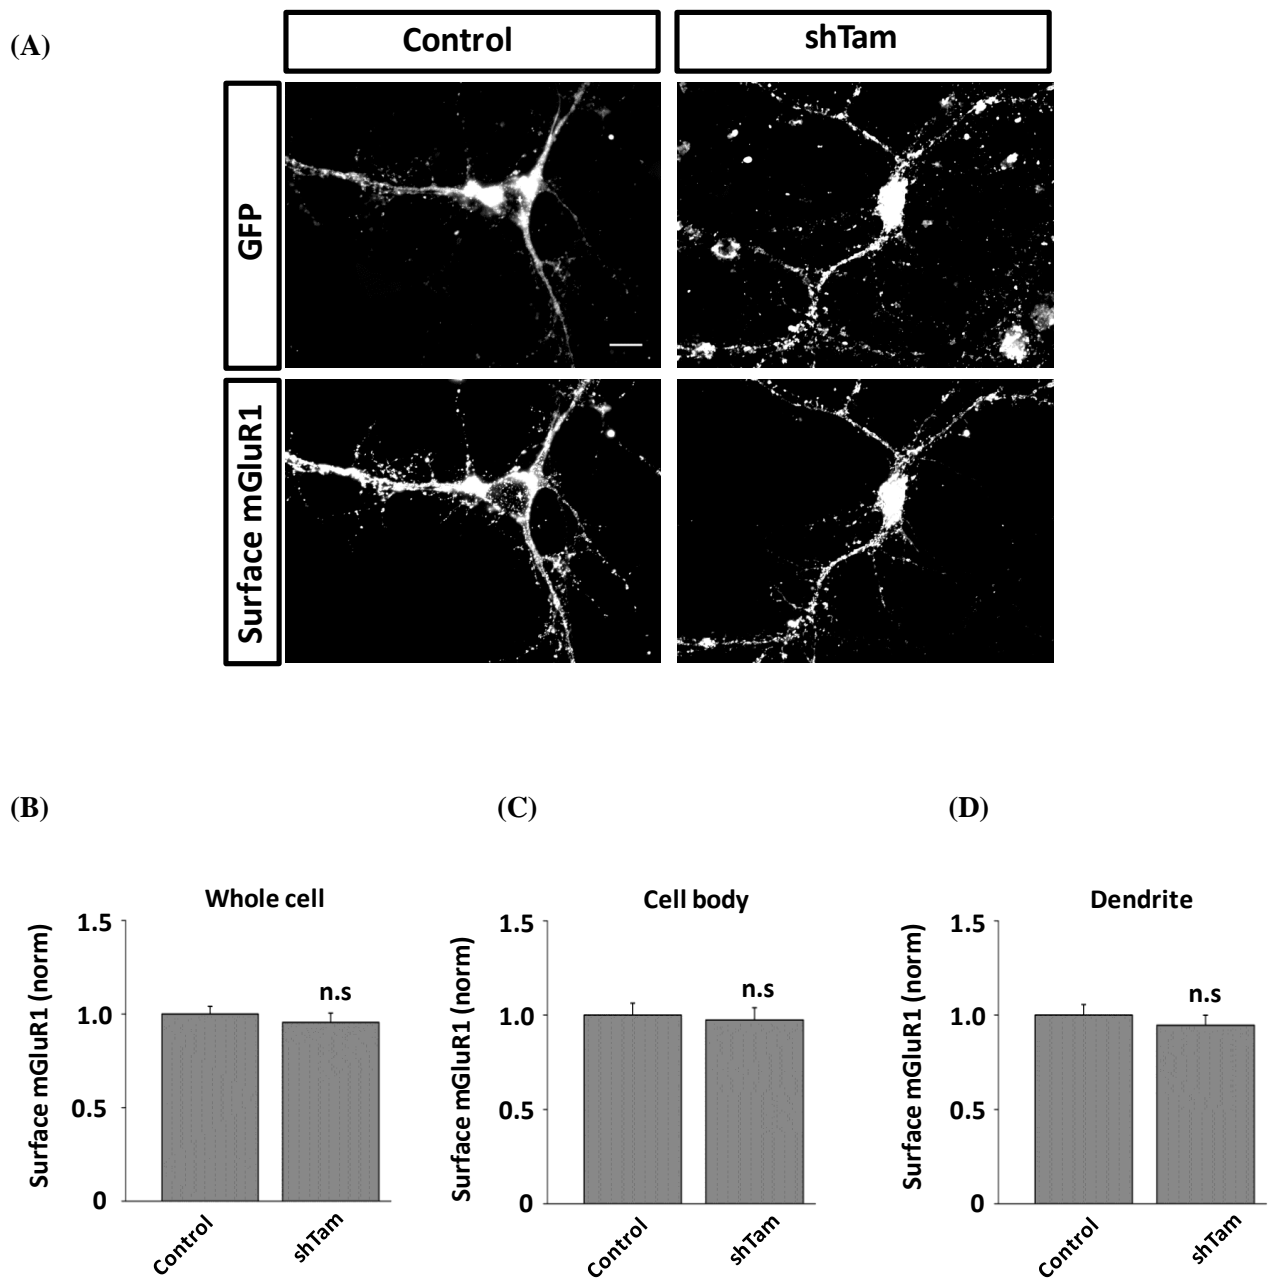 (A)
Control
shTam
GFP
Surface mGluR1
(B)
(C)
(D)
Whole cell
Surface mGluR1 (norm)
1.5
1.0
0.5
0
n.s
Control
shTam
Cell body
Surface mGluR1 (norm)
1.5
1.0
0.5
0
n.s
Control
shTam
Dendrite
Surface mGluR1 (norm)
1.5
1.0
0.5
0
n.s
Control
shTam